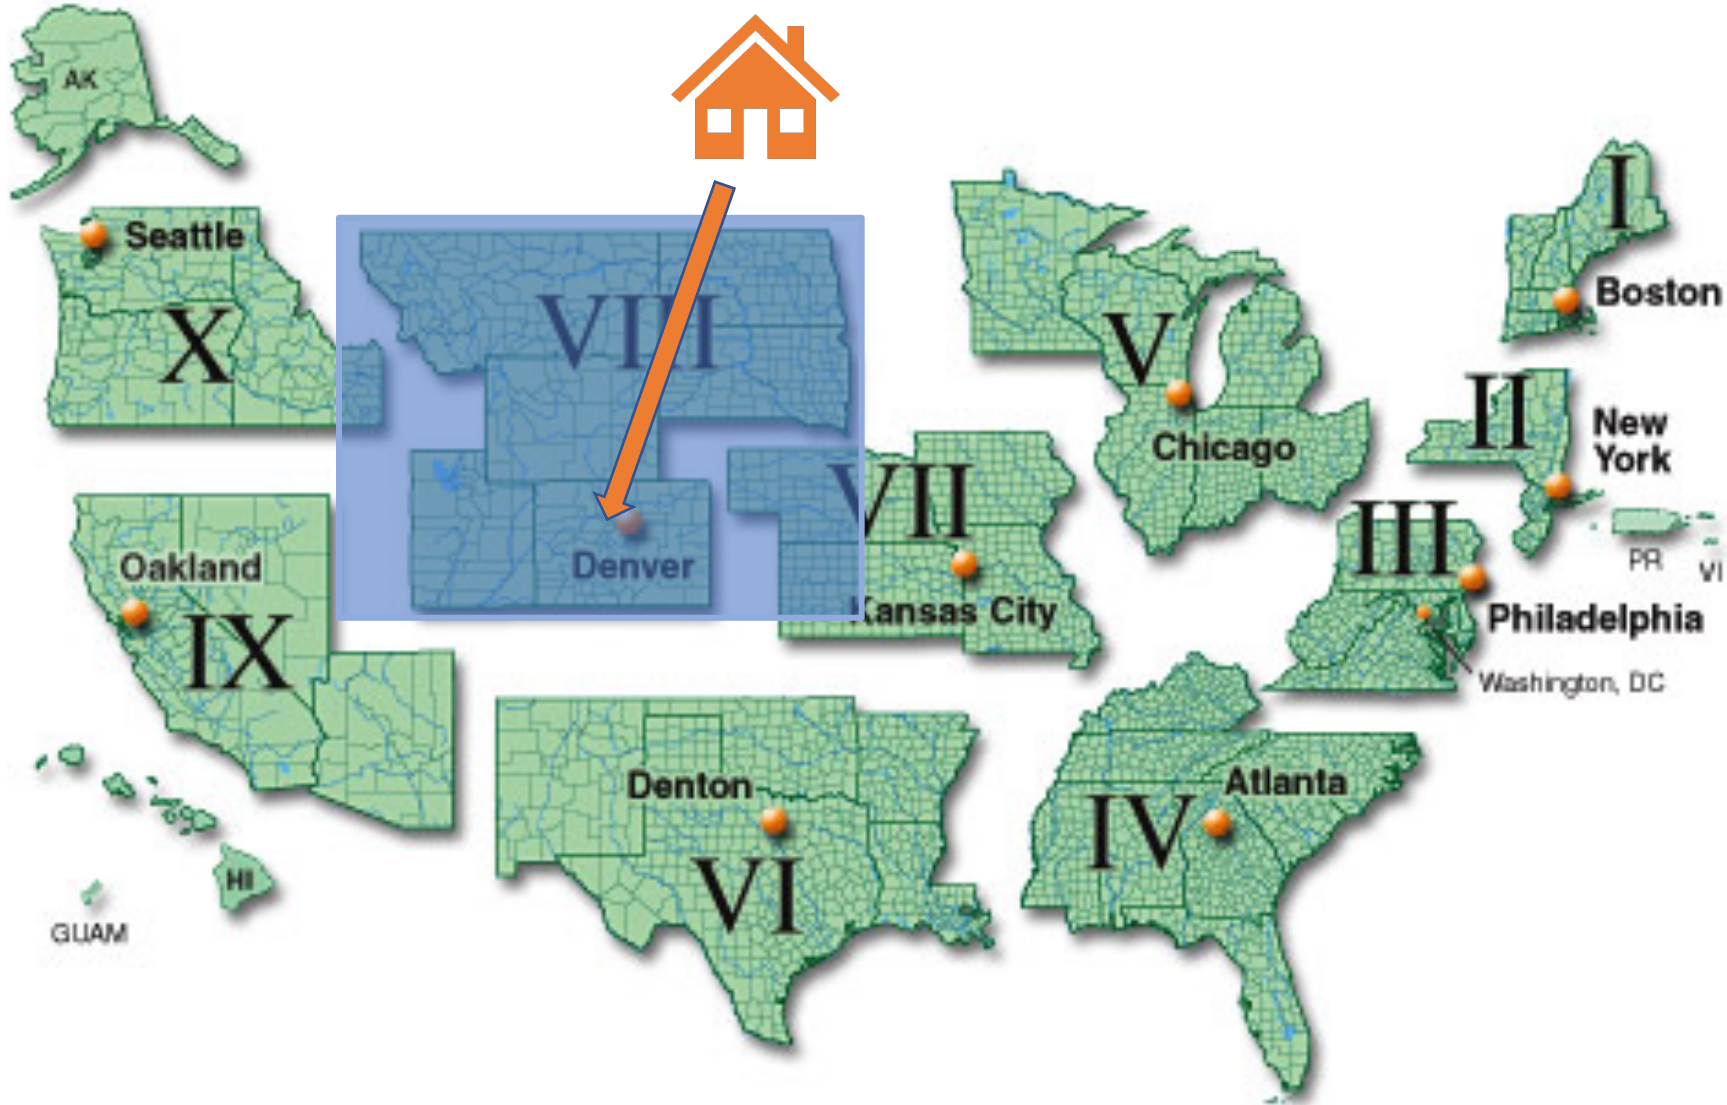 AK
Seattle
X
VIII
Denver
VII
Kansas City
V
Chicago
I
Boston
II
New
York
PR
VI
III
Philadelphia
Washington, DC
Oakland
IX
HI
GUAM
Denton
VI
Atlanta
IV